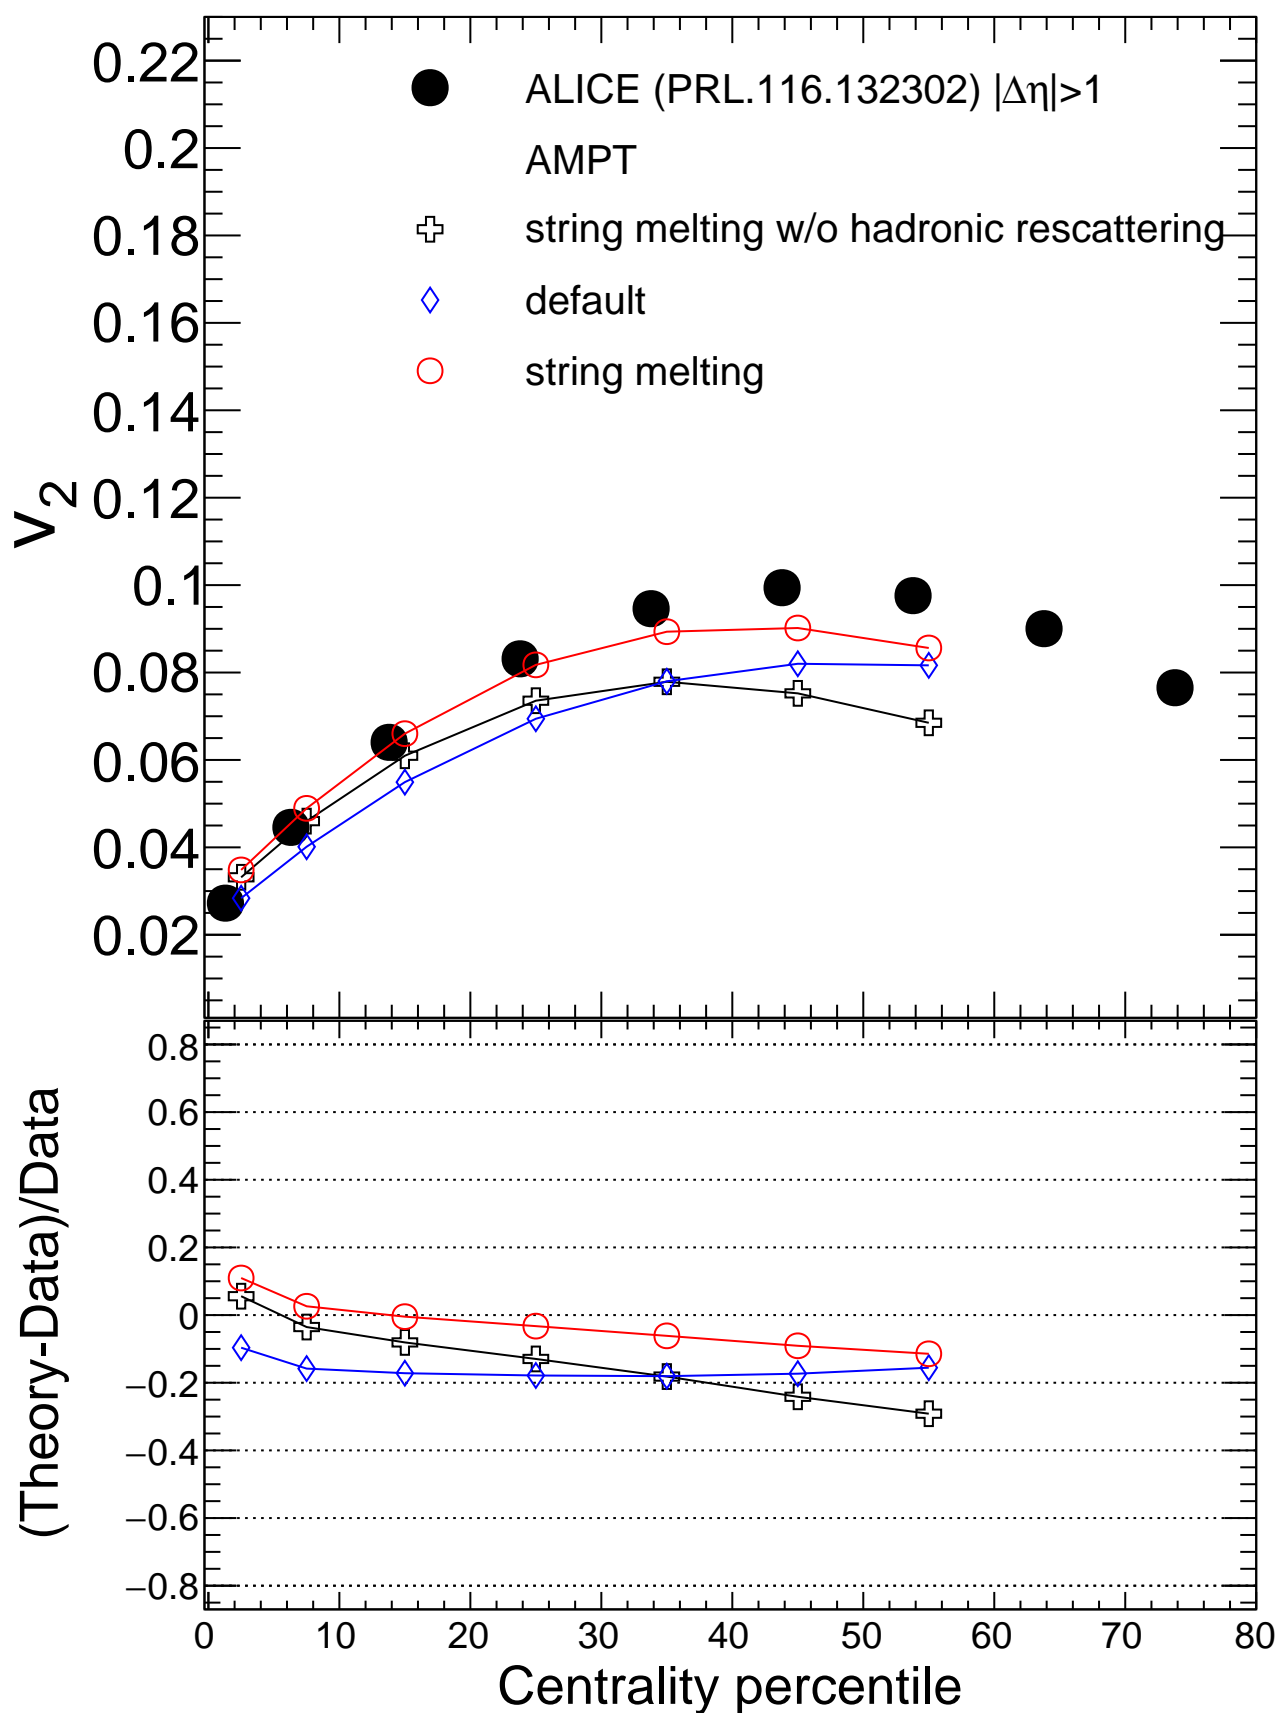 0.22
0.2
0.18
0.16
0.14
0.12
0.1
0.08
0.06
0.04
0.02
v2
ALICE (PRL.116.132302) |Δη|>1
AMPT
string melting w/o hadronic rescattering
default
string melting
0.8
0.6
0.4
0.2
0
−0.2
−0.4
−0.6
−0.8
(Theory-Data)/Data
0 10 20 30 40 50 60 70 80
Centrality percentile